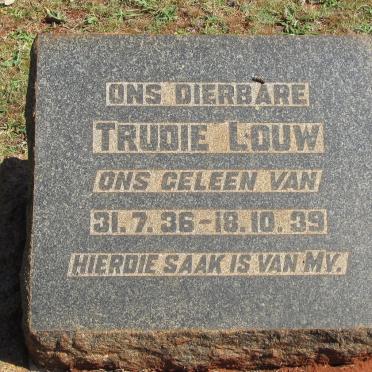 ONS DIERBARE
TRUDIE LOUW
ONS GELEEN VAN
31.7.36-18.10.39
HIERDIE SAAK IS VAN MY.